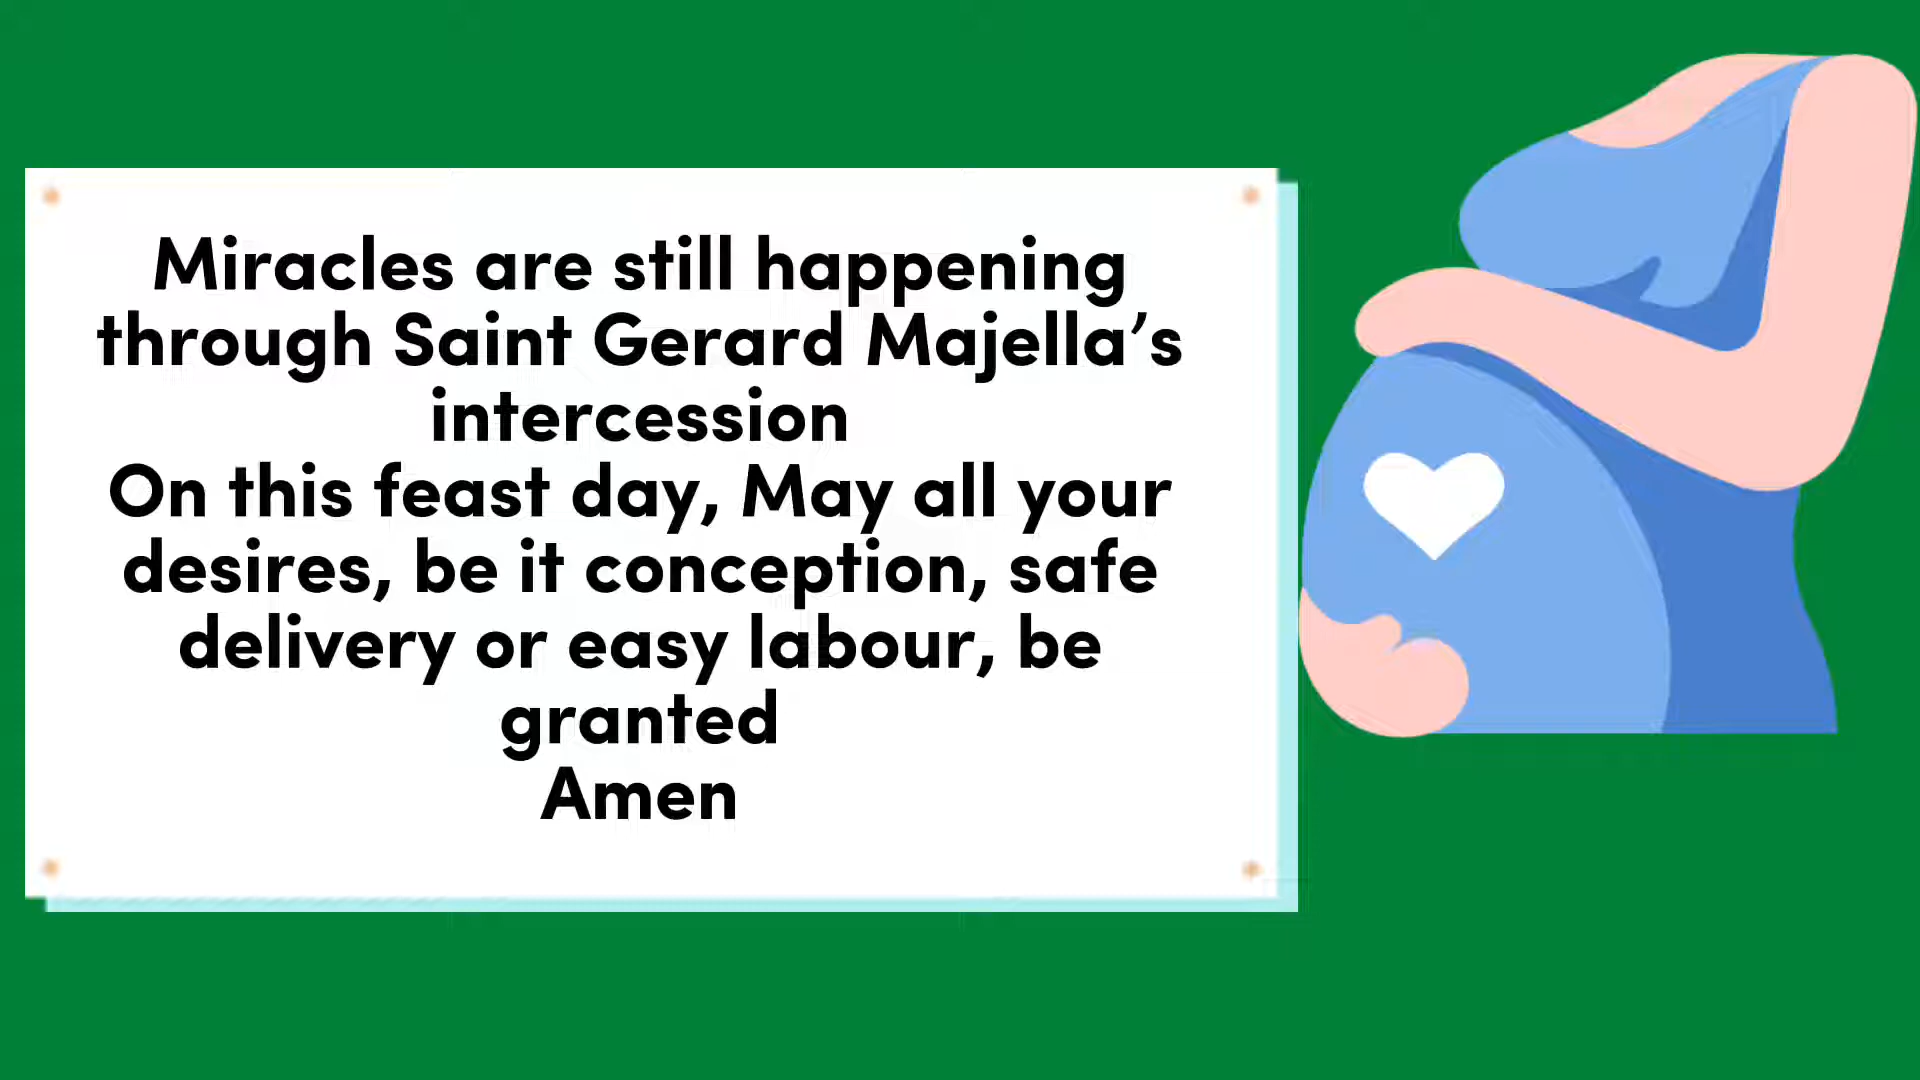 Miracles are still happening
through Saint Gerard Majella’s
intercession
On this feast day, May all your
desires, be it conception, safe
delivery or easy labour, be
granted
Amen